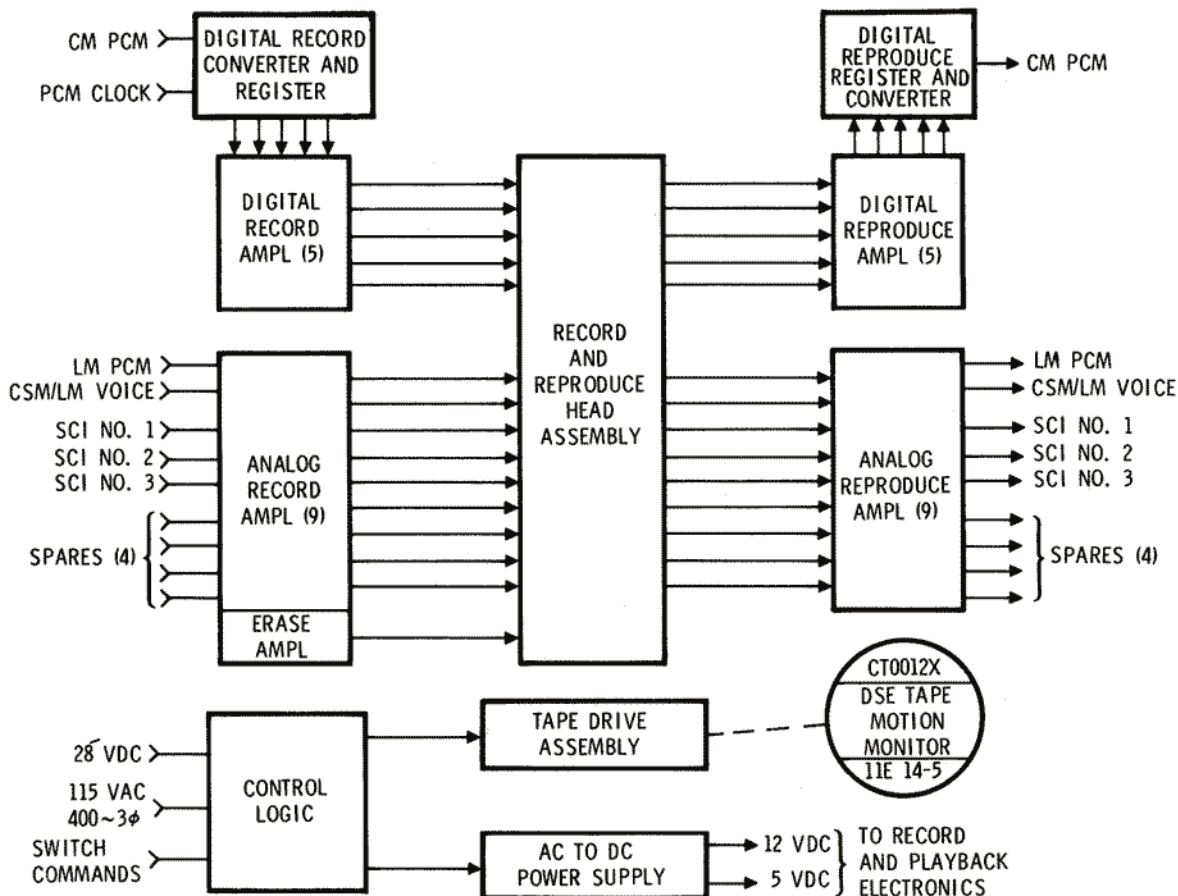 CM PCM
PCM CLOCK
DIGITAL RECORD
CONVERTER AND
REGISTER
DIGITAL
REPRODUCE
REGISTER AND
CONVERTER
CM PCM
DIGITAL
RECORD
AMPL (5)
RECORD
AND
REPRODUCE
HEAD
ASSEMBLY
DIGITAL
REPRODUCE
AMPL (5)
LM PCM
CSM/LM VOICE
SCI NO. 1
SCI NO. 2
SCI NO. 3
SPARES (4)
ANALOG
RECORD
AMPL (9)
ERASE
AMPL
ANALOG
REPRODUCE
AMPL (9)
LM PCM
CSM/LM VOICE
SCI NO. 1
SCI NO. 2
SCI NO. 3
SPARES (4)
28 VDC
115 VAC
400~3ϕ
SWITCH
COMMANDS
CONTROL
LOGIC
TAPE DRIVE
ASSEMBLY
CT0012X
DSE TAPE
MOTION
MONITOR
11E 14-5
AC TO DC
POWER SUPPLY
12 VDC
5 VDC
TO RECORD
AND PLAYBACK
ELECTRONICS